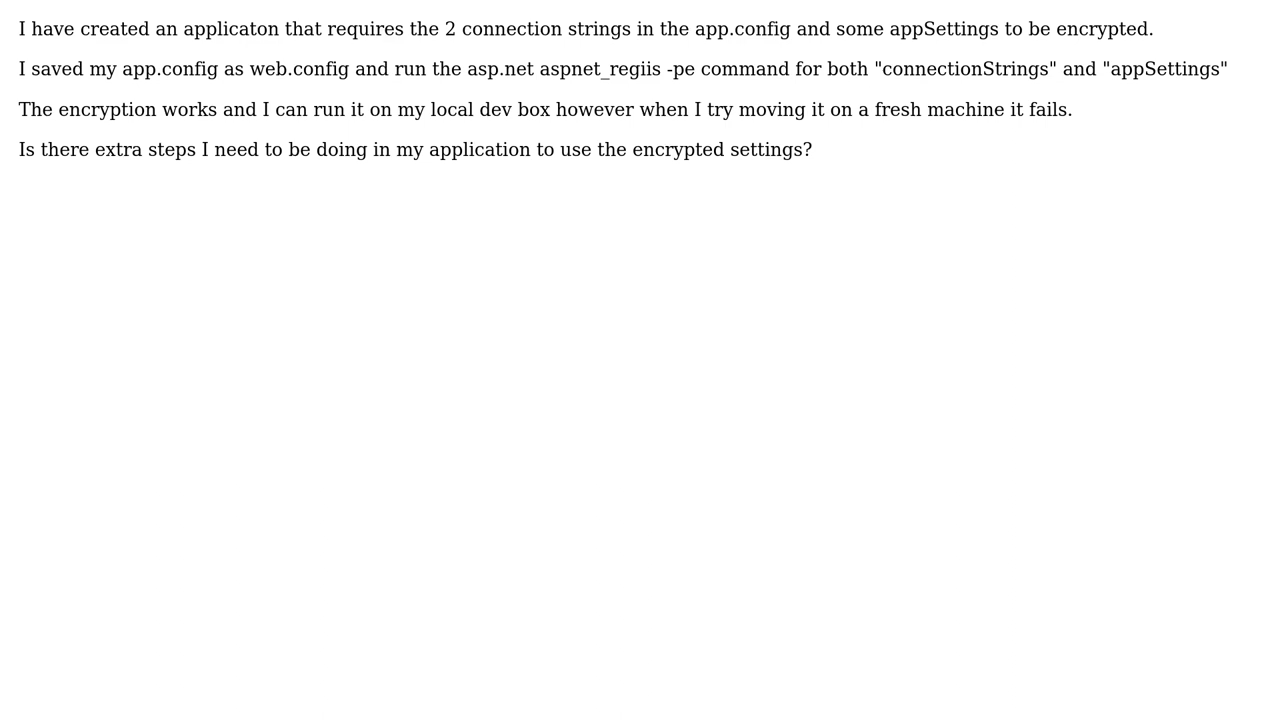 I have created an applicaton that requires the 2 connection strings in the app.config and some appSettings to be encrypted.
I saved my app.config as web.config and run the asp.net aspnet_regiis -pe command for both "connectionStrings" and "appSettings"
The encryption works and I can run it on my local dev box however when I try moving it on a fresh machine it fails.
Is there extra steps I need to be doing in my application to use the encrypted settings?